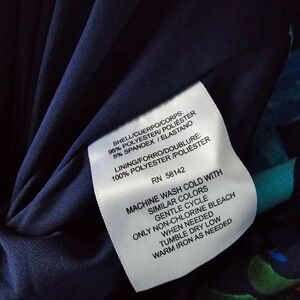 SHELL/CUERPO/CORPS:
95% POLYESTER/ POLIÉSTER
5% SPANDEX / ELASTANO
LINING/FORRO/DOUBLURE:
100% POLYESTER /POLIÉSTER
RN 56142
MACHINE WASH COLD WITH
SIMILAR COLORS
GENTLE CYCLE
ONLY NON-CHLORINE BLEACH
WHEN NEEDED
TUMBLE DRY LOW
WARM IRON AS NEEDED